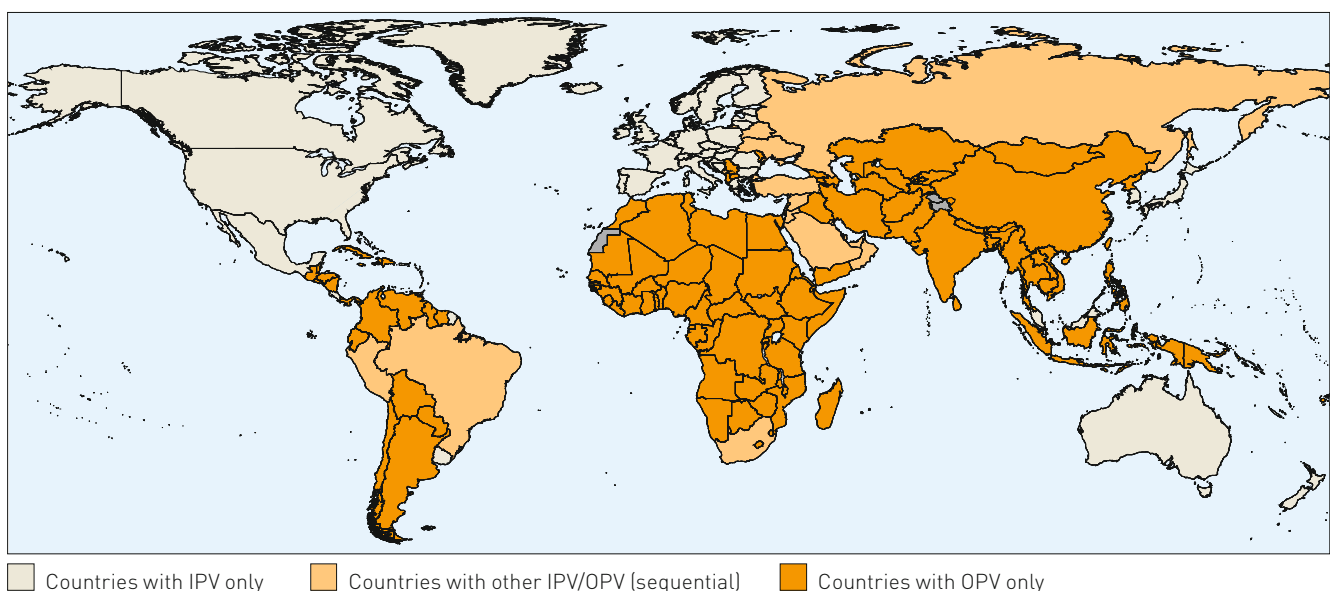 Countries with IPV only
Countries with other IPV/OPV (sequential)
Countries with OPV only